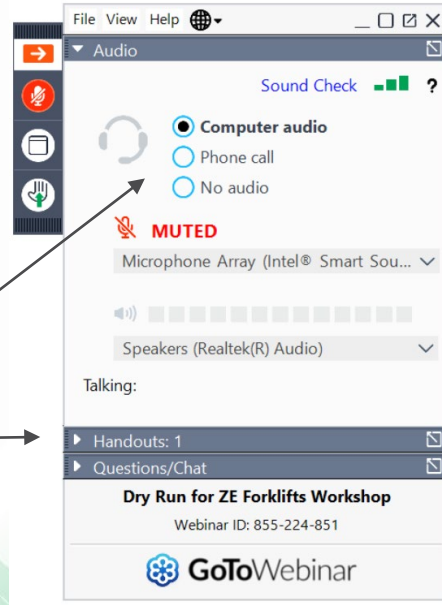 File View Help
Audio
Sound Check ?
Computer audio
Phone call
No audio
MUTED
Microphone Array (Intel® Smart Sou...
Speakers (Realtek(R) Audio)
Talking:
Handouts: 1
Questions/Chat
Dry Run for ZE Forklifts Workshop
Webinar ID: 855-224-851
GoToWebinar